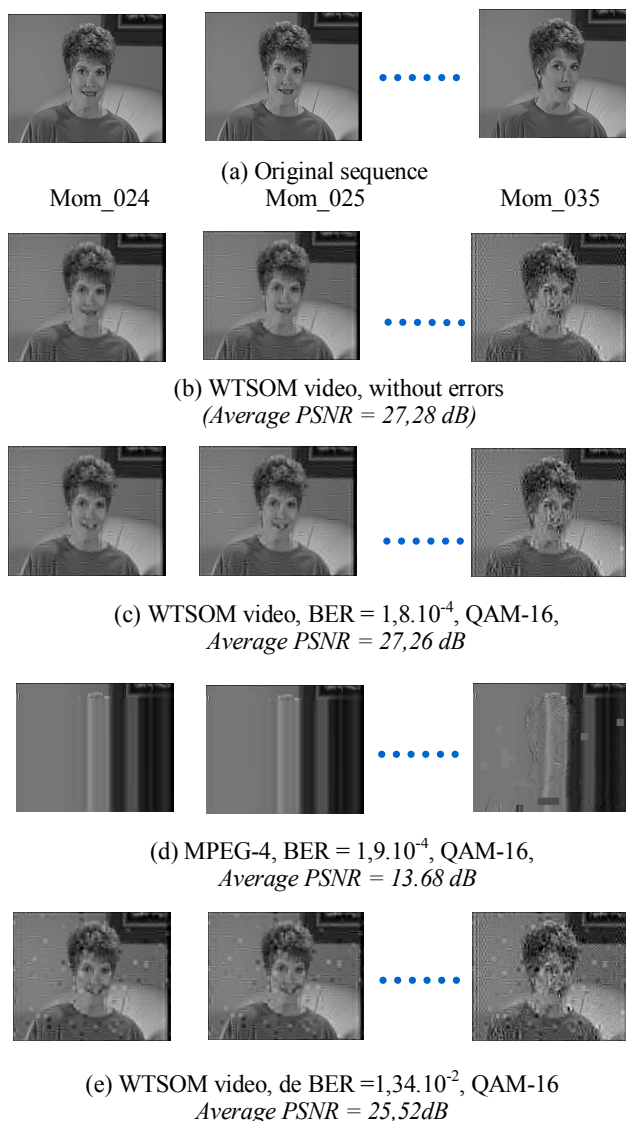 (a) Original sequence
Mom_024 Mom_025 Mom_035
(b) WTSOM video, without errors
(Average PSNR = 27,28 dB)
(c) WTSOM video, BER = 1,8.10⁻⁴, QAM-16,
Average PSNR = 27,26 dB
(d) MPEG-4, BER = 1,9.10⁻⁴, QAM-16,
Average PSNR = 13.68 dB
(e) WTSOM video, de BER =1,34.10⁻², QAM-16
Average PSNR = 25,52dB